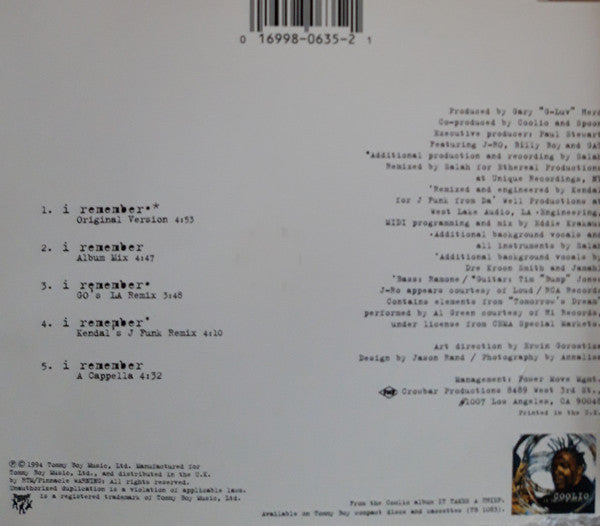 0 16998-0635-2 1
Produced by Gary "G-Luv" Herd
Co-produced by Coolio and Spoon
Executive producer: Paul Stewart
Featuring J-RO, Billy Boy and GAT
*Additional production and recording by Salah
Remixed by Salah for Ethereal Productions
at Unique Recordings, NY
'Remixed and engineered by Kendal
for J Funk from Da' Well Productions at
West Lake Audio, LA.Engineering,
MIDI programming and mix by Eddie
.Additional background vocals and
all instruments by Salah
'Additional background vocals by
Dre Kroon Smith and
'Bass: Ramone/'Guitar: Tim "Bump" Jones
J-Ro appears courtesy of Loud/RCA Records
Contains elements from "Tomorrow's Dream"
performed by Al Green courtesy of Hi Records,
under license from CEMA Special Markets.
1. i remember.*
Original Version 4:53
2. i remember
Album Mix 4:47
3. i remember.
GO's LA Remix 3:48
4. i remember'
Kendal's J Funk Remix 4:10
5. i remember
A Cappella 4:32
Art direction by Erwin Gorostiza
Design by Jason Rand / Photography by Annalisa
Management: Power Move Mgmt.
Crowbar Productions 8489 West 3rd St.,
#1007 Los Angeles, CA 90048
Printed in the U.K.
℗ © 1994 Tommy Boy Music, Ltd. Manufactured for
Tommy Boy Music, Ltd., and distributed in the U.K.
by RTM/Pinnacle WARNING: All rights reserved.
Unauthorized duplication is a violation of applicable laws.
is a registered trademark of Tommy Boy Music, Ltd.
From the Coolio album IT TAKES A THIEF.
Available on Tommy Boy compact discs and cassettes (TB 1083).
COOLIO